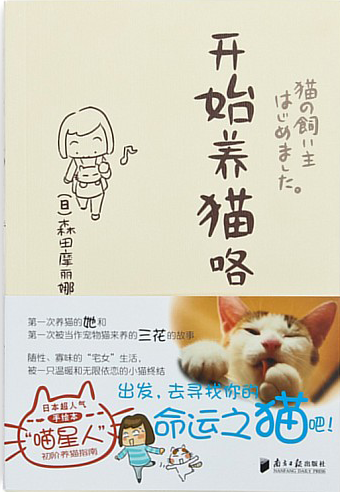 开始养猫咯
猫の飼い主
はじめました。
(日)森田摩丽娜
第一次养猫的她和
第一次被当作宠物猫来养的三花的故事
随性、寡味的“宅女”生活,
被一只温暖和无限依恋的小猫终结
出发,去寻找你的
命运之猫吧!
日本超人气
手绘本
“喵星人”
初阶养猫指南
南方日报出版社
NANFANG DAILY PRESS